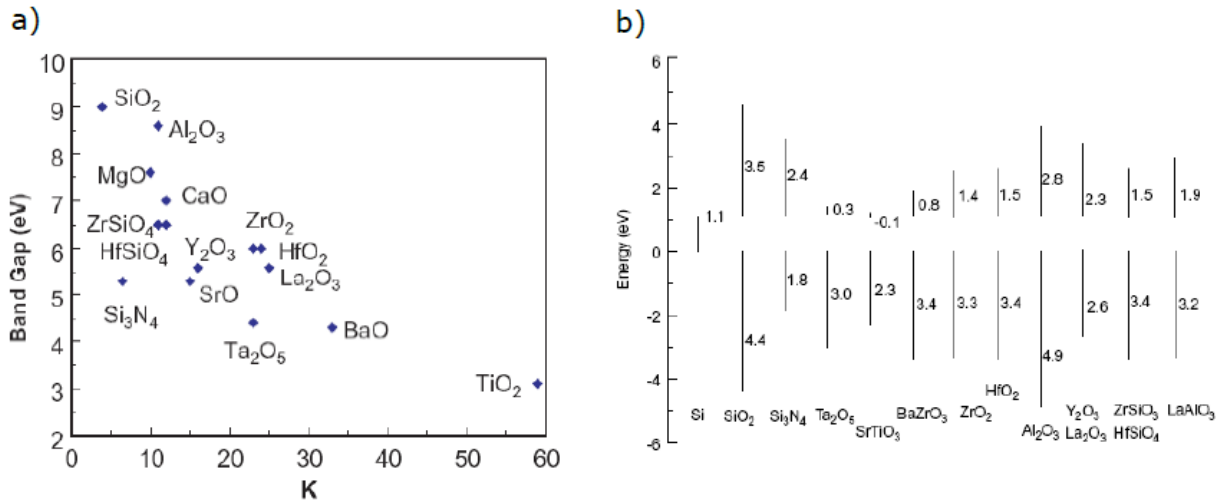 a)
Band Gap (eV)
10
9
8
7
6
5
4
3
2
SiO2
Al2O3
MgO
CaO
ZrSiO4
HfSiO4
Y2O3
ZrO2
HfO2
La2O3
SrO
Si3N4
Ta2O5
BaO
TiO2
0 10 20 30 40 50 60
K
b)
Energy (eV)
6
4
2
0
-2
-4
-6
1.1
3.5
2.4
0.3
-0.1
0.8
1.4
1.5
2.8
2.3
1.5
1.9
4.4
1.8
3.0
2.3
3.4
3.3
3.4
4.9
2.6
3.4
3.2
Si
SiO2
Si3N4
Ta2O5
SrTiO3
BaZrO3
ZrO2
HfO2
Al2O3
Y2O3
La2O3
ZrSiO3
HfSiO4
LaAlO3